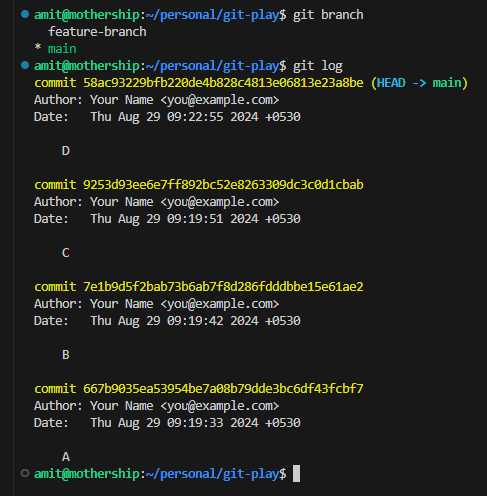 amit@mothership:~/personal/git-play$ git branch
  feature-branch
* main
amit@mothership:~/personal/git-play$ git log
commit 58ac93229bfb220de4b828c4813e06813e23a8be (HEAD -> main)
Author: Your Name <you@example.com>
Date:   Thu Aug 29 09:22:55 2024 +0530

    D

commit 9253d93ee6e7ff892bc52e8263309dc3c0d1cbab
Author: Your Name <you@example.com>
Date:   Thu Aug 29 09:19:51 2024 +0530

    C

commit 7e1b9d5f2bab73b6ab7f8d286fdddbbe15e61ae2
Author: Your Name <you@example.com>
Date:   Thu Aug 29 09:19:42 2024 +0530

    B

commit 667b9035ea53954be7a08b79dde3bc6df43fcbf7
Author: Your Name <you@example.com>
Date:   Thu Aug 29 09:19:33 2024 +0530

    A
amit@mothership:~/personal/git-play$